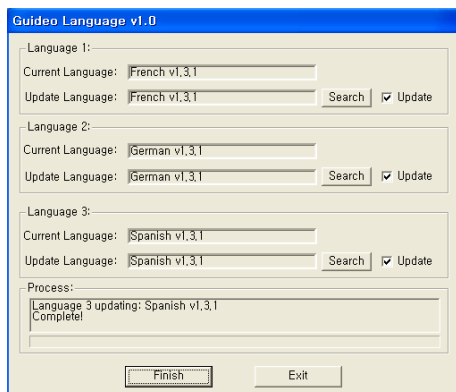 Guideo Language v1.0
Language 1:
Current Language: French v1.3.1
Update Language: French v1.3.1 Search Update
Language 2:
Current Language: German v1.3.1
Update Language: German v1.3.1 Search Update
Language 3:
Current Language: Spanish v1.3.1
Update Language: Spanish v1.3.1 Search Update
Process:
Language 3 updating: Spanish v1.3.1
Complete!
Finish Exit